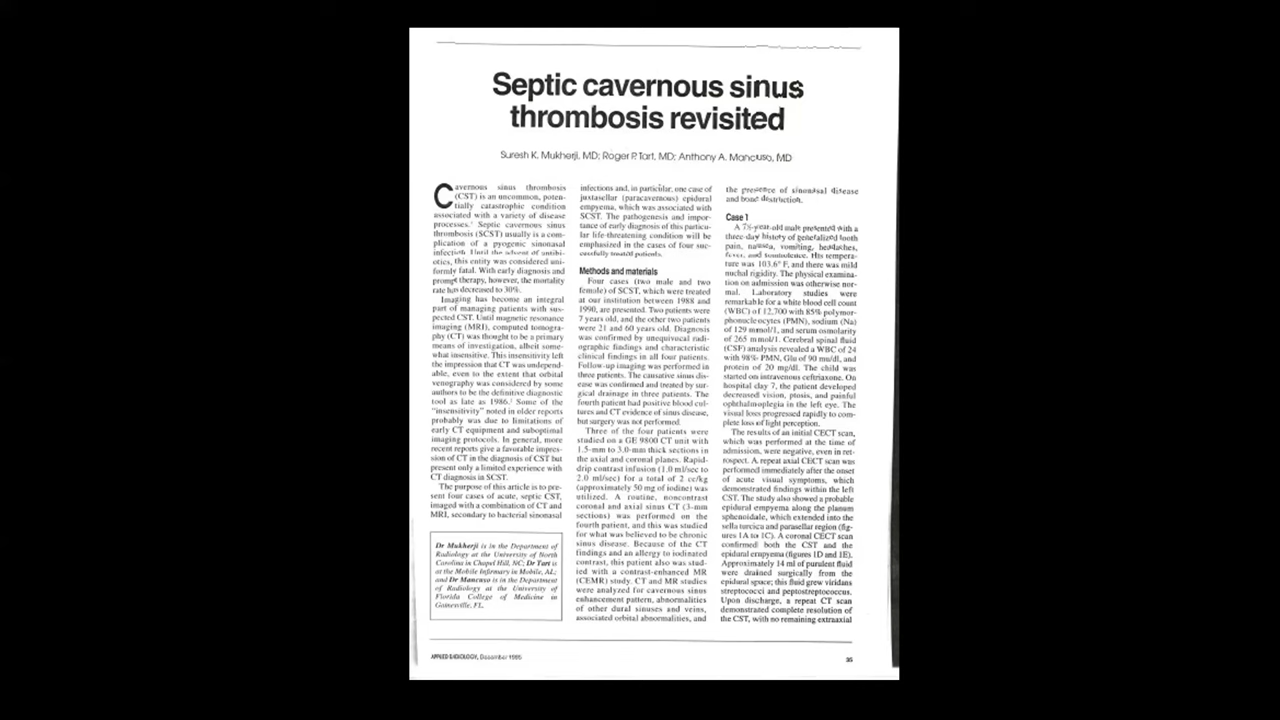 Septic cavernous sinus
thrombosis revisited
Suresh K. Mukherji, MD; Roger P. Tart, MD; Anthony A. Mancuso, MD
Cavernous sinus thrombosis
(CST) is an uncommon, poten-
tially catastrophic condition
associated with a variety of disease
processes.¹ Septic cavernous sinus
thrombosis (SCST) usually is a com-
plication of a pyogenic sinonasal
infection. Until the advent of antibi-
otics, this entity was considered uni-
formly fatal. With early diagnosis and
prompt therapy, however, the mortality
rate has decreased to 30%.
Imaging has become an integral
part of managing patients with sus-
pected CST. Until magnetic resonance
imaging (MRI), computed tomogra-
phy (CT) was thought to be a primary
means of investigation, albeit some-
what insensitive. This insensitivity left
the impression that CT was undepend-
able, even to the extent that orbital
venography was considered by some
authors to be the definitive diagnostic
tool as late as 1986.² Some of the
"insensitivity" noted in older reports
probably was due to limitations of
early CT equipment and suboptimal
imaging protocols. In general, more
recent reports give a favorable impres-
sion of CT in the diagnosis of CST but
present only a limited experience with
CT diagnosis in SCST.
The purpose of this article is to pre-
sent four cases of acute, septic CST,
imaged with a combination of CT and
MRI, secondary to bacterial sinonasal
Dr Mukherji is in the Department of
Radiology at the University of North
Carolina in Chapel Hill, NC; Dr Tart is
at the Mobile Infirmary in Mobile, AL;
and Dr Mancuso is in the Department
of Radiology at the University of
Florida College of Medicine in
Gainesville, FL.
infections and, in particular, one case of
juxtasellar (paracavernous) epidural
empyema, which was associated with
SCST. The pathogenesis and impor-
tance of early diagnosis of this particu-
lar life-threatening condition will be
emphasized in the cases of four suc-
cessfully treated patients.
Methods and materials
Four cases (two male and two
female) of SCST, which were treated
at our institution between 1988 and
1990, are presented. Two patients were
7 years old, and the other two patients
were 21 and 60 years old. Diagnosis
was confirmed by unequivocal radi-
ographic findings and characteristic
clinical findings in all four patients.
Follow-up imaging was performed in
three patients. The causative sinus dis-
ease was confirmed and treated by sur-
gical drainage in three patients. The
fourth patient had positive blood cul-
tures and CT evidence of sinus disease,
but surgery was not performed.
Three of the four patients were
studied on a GE 9800 CT unit with
1.5-mm to 3.0-mm thick sections in
the axial and coronal planes. Rapid-
drip contrast infusion (1.0 ml/sec to
2.0 ml/sec) for a total of 2 cc/kg
(approximately 50 mg of iodine) was
utilized. A routine, noncontrast
coronal and axial sinus CT (3-mm
sections) was performed on the
fourth patient, and this was studied
for what was believed to be chronic
sinus disease. Because of the CT
findings and an allergy to iodinated
contrast, this patient also was stud-
ied with a contrast-enhanced MR
(CEMR) study. CT and MR studies
were analyzed for cavernous sinus
enhancement pattern, abnormalities
of other dural sinuses and veins,
associated orbital abnormalities, and
the presence of sinonasal disease
and bone destruction.
Case 1
A 7½-year-old male presented with a
three-day history of generalized tooth
pain, nausea, vomiting, headaches,
fever, and somnolence. His tempera-
ture was 103.6° F, and there was mild
nuchal rigidity. The physical examina-
tion on admission was otherwise nor-
mal. Laboratory studies were
remarkable for a white blood cell count
(WBC) of 12,700 with 85% polymor-
phonucleocytes (PMN), sodium (Na)
of 129 mmol/1, and serum osmolarity
of 265 mmol/1. Cerebral spinal fluid
(CSF) analysis revealed a WBC of 24
with 98% PMN, Glu of 90 mu/dl, and
protein of 20 mg/dl. The child was
started on intravenous ceftriaxone. On
hospital clay 7, the patient developed
decreased vision, ptosis, and painful
ophthalmoplegia in the left eye. The
visual loss progressed rapidly to com-
plete loss of light perception.
The results of an initial CECT scan,
which was performed at the time of
admission, were negative, even in ret-
rospect. A repeat axial CECT scan was
performed immediately after the onset
of acute visual symptoms, which
demonstrated findings within the left
CST. The study also showed a probable
epidural empyema along the planum
sphenoidale, which extended into the
sella turcica and parasellar region (fig-
ures 1A to 1C). A coronal CECT scan
confirmed both the CST and the
epidural empyema (figures 1D and 1E).
Approximately 14 ml of purulent fluid
were drained surgically from the
epidural space; this fluid grew viridans
streptococci and peptostreptococcus.
Upon discharge, a repeat CT scan
demonstrated complete resolution of
the CST, with no remaining extraaxial
APPLIED RADIOLOGY, December 1995
35